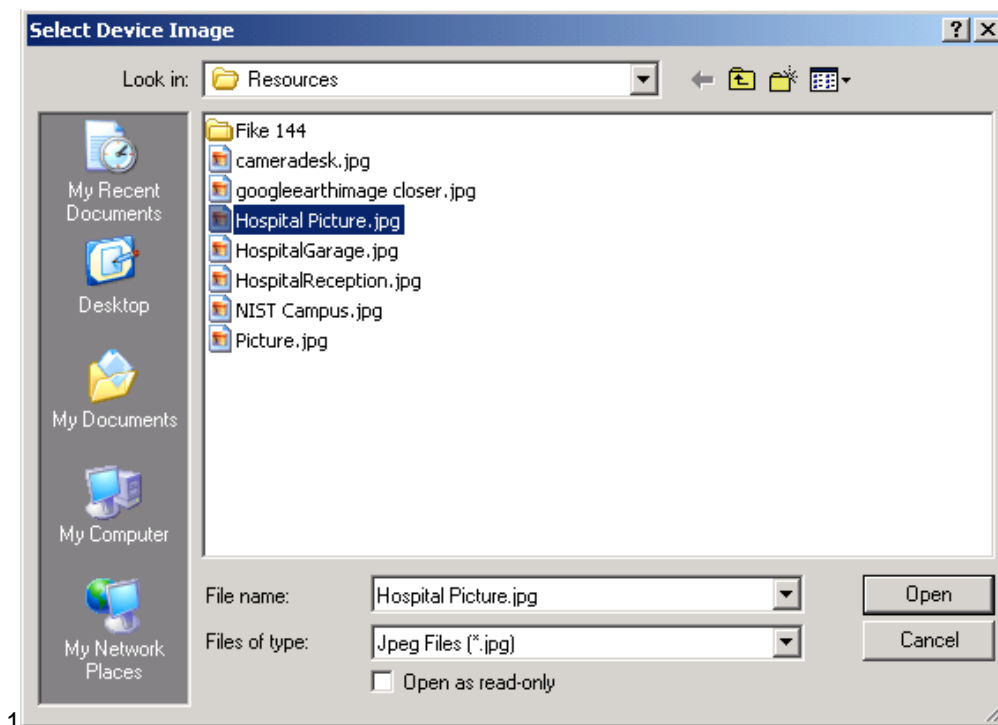 Select Device Image
?
Look in:
Resources
My Recent
Documents
Desktop
My Documents
My Computer
My Network
Places
Fike 144
cameradesk.jpg
googleearthimage closer.jpg
Hospital Picture.jpg
HospitalGarage.jpg
HospitalReception.jpg
NIST Campus.jpg
Picture.jpg
File name:
Hospital Picture.jpg
Open
Files of type:
Jpeg Files (*.jpg)
Cancel
Open as read-only
1